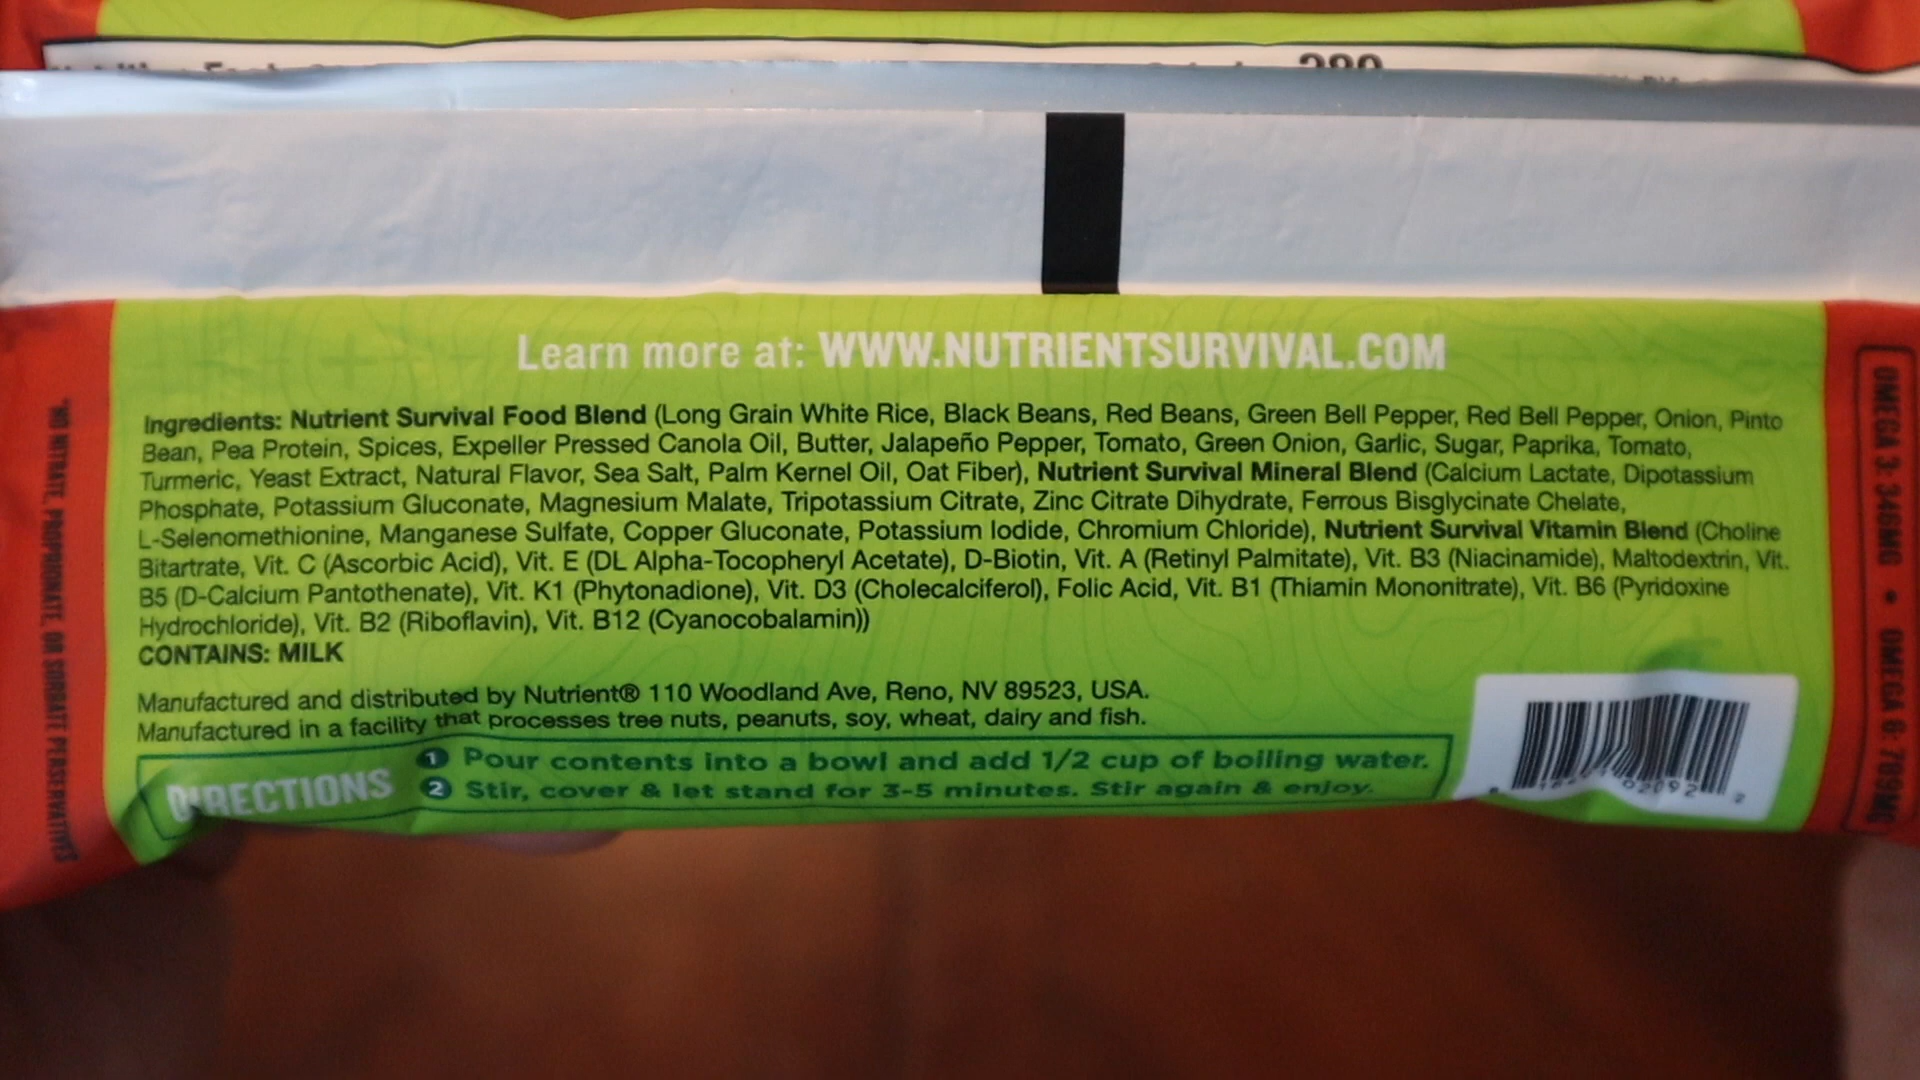 Learn more at: WWW.NUTRIENTSURVIVAL.COM
Ingredients: Nutrient Survival Food Blend (Long Grain White Rice, Black Beans, Red Beans, Green Bell Pepper, Red Bell Pepper, Onion, Pinto
Bean, Pea Protein, Spices, Expeller Pressed Canola Oil, Butter, Jalapeño Pepper, Tomato, Green Onion, Garlic, Sugar, Paprika, Tomato,
Turmeric, Yeast Extract, Natural Flavor, Sea Salt, Palm Kernel Oil, Oat Fiber), Nutrient Survival Mineral Blend (Calcium Lactate, Dipotassium
Phosphate, Potassium Gluconate, Magnesium Malate, Tripotassium Citrate, Zinc Citrate Dihydrate, Ferrous Bisglycinate Chelate,
L-Selenomethionine, Manganese Sulfate, Copper Gluconate, Potassium Iodide, Chromium Chloride), Nutrient Survival Vitamin Blend (Choline
Bitartrate, Vit. C (Ascorbic Acid), Vit. E (DL Alpha-Tocopheryl Acetate), D-Biotin, Vit. A (Retinyl Palmitate), Vit. B3 (Niacinamide), Maltodextrin, Vit.
B5 (D-Calcium Pantothenate), Vit. K1 (Phytonadione), Vit. D3 (Cholecalciferol), Folic Acid, Vit. B1 (Thiamin Mononitrate), Vit. B6 (Pyridoxine
Hydrochloride), Vit. B2 (Riboflavin), Vit. B12 (Cyanocobalamin))
CONTAINS: MILK
Manufactured and distributed by Nutrient® 110 Woodland Ave, Reno, NV 89523, USA.
Manufactured in a facility that processes tree nuts, peanuts, soy, wheat, dairy and fish.
DIRECTIONS
1 Pour contents into a bowl and add 1/2 cup of boiling water.
2 Stir, cover & let stand for 3-5 minutes. Stir again & enjoy.
*NO NITRATE, PROPIONATE, OR SORBATE PERSERVATIVES
OMEGA 3: 346MG • OMEGA 6: 769MG